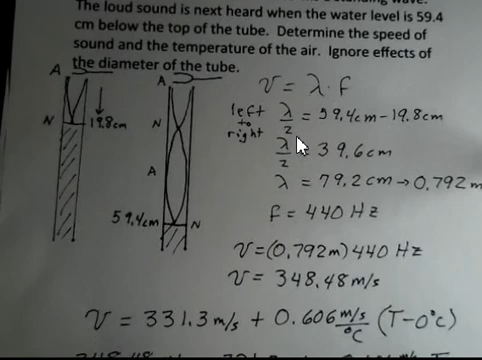 The loud sound is next heard when the water level is 59.4
cm below the top of the tube. Determine the speed of
sound and the temperature of the air. Ignore effects of
the diameter of the tube.
A A
V = λ · f
left to right
λ/2 = 59.4cm - 19.8cm
N 19.8cm N
λ/2 = 39.6cm
A
λ = 79.2cm → 0.792m
59.4cm N
f = 440 Hz
V = (0.792m) 440 Hz
V = 348.48 m/s
V = 331.3 m/s + 0.606 m/s/°C (T-0°C)